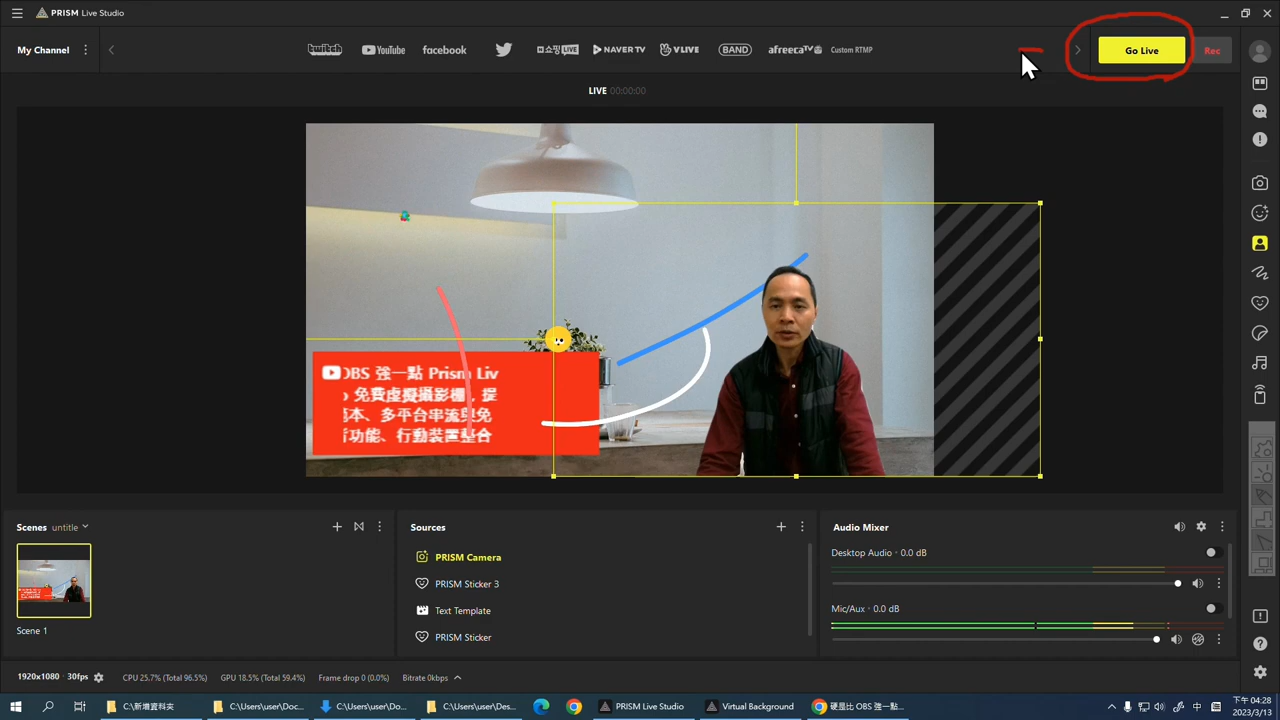 PRISM Live Studio
My Channel
twitch
YouTube
facebook
쇼핑 LIVE
NAVER TV
V LIVE
BAND
afreecaTV
Custom RTMP
Go Live
Rec
LIVE 00:00:00
OBS 強一點 Prism Liv
免費虛擬攝影棚，提
本、多平台串流與免
功能、行動裝置整合
Scenes untitle
Scene 1
Sources
PRISM Camera
PRISM Sticker 3
Text Template
PRISM Sticker
Audio Mixer
Desktop Audio • 0.0 dB
Mic/Aux • 0.0 dB
1920x1080 · 30fps
CPU 25.7% (Total 96.5%)
GPU 18.5% (Total 59.4%)
Frame drop 0 (0.0%)
Bitrate 0kbps
C:\新增資料夾
C:\Users\user\Doc...
C:\Users\user\Do...
C:\Users\user\Des...
PRISM Live Studio
Virtual Background
硬是比 OBS 強一點...
中
下午 04:28
2023/3/13